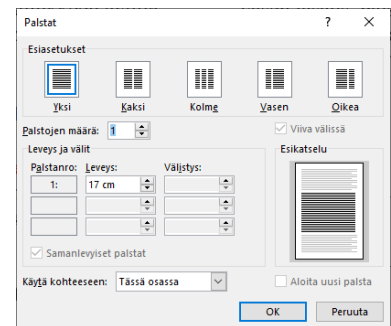 Palstat ? ×
Esiasetukset
Yksi Kaksi Kolme Vasen Oikea
Palstojen määrä: 1 Viiva välissä
Leveys ja välit Esikatselu
Palstanro: Leveys: Välistys:
1: 17 cm
Samanlevyiset palstat
Käytä kohteeseen: Tässä osassa Aloita uusi palsta
OK Peruuta